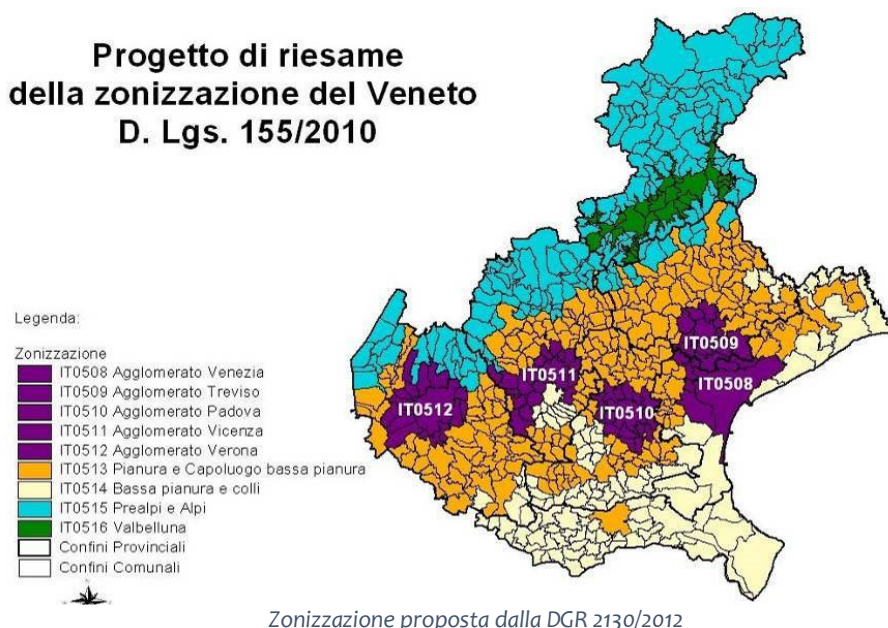 Progetto di riesame
della zonizzazione del Veneto
D. Lgs. 155/2010
Legenda:
Zonizzazione
IT0508 Agglomerato Venezia
IT0509 Agglomerato Treviso
IT0510 Agglomerato Padova
IT0511 Agglomerato Vicenza
IT0512 Agglomerato Verona
IT0513 Pianura e Capoluogo bassa pianura
IT0514 Bassa pianura e colli
IT0515 Prealpi e Alpi
IT0516 Valbelluna
Confini Provinciali
Confini Comunali
IT0509
IT0511
IT0508
IT0512
IT0510
Zonizzazione proposta dalla DGR 2130/2012